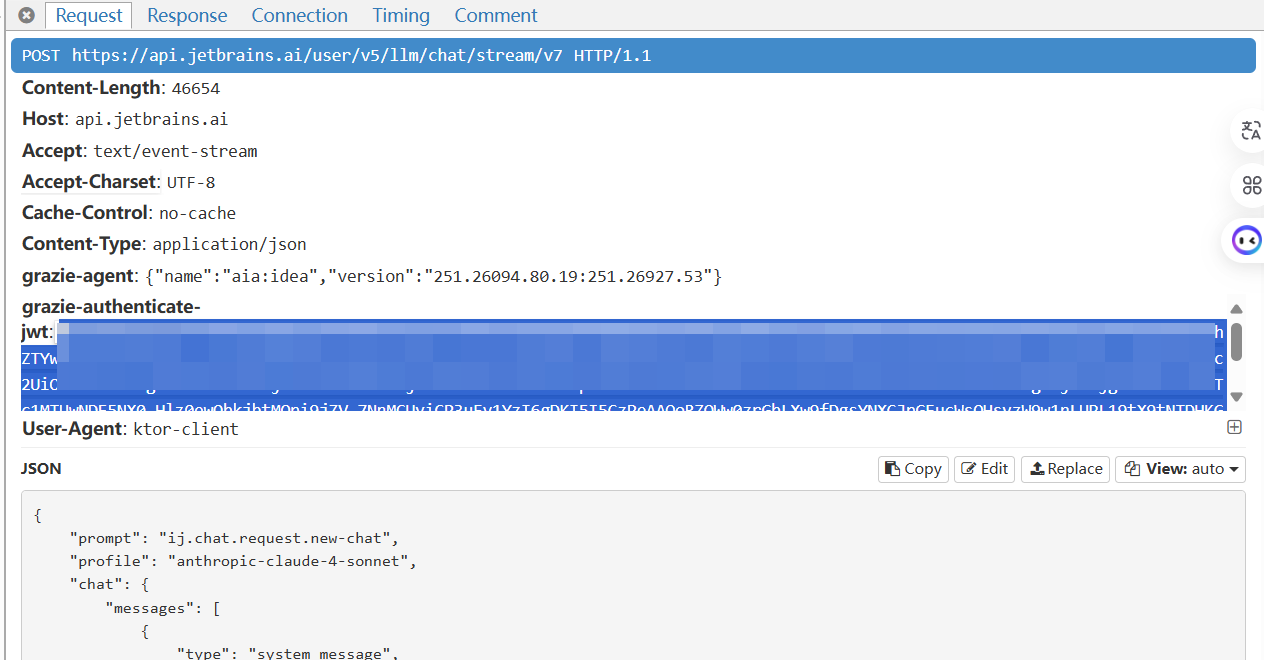 Request Response Connection Timing Comment
POST https://api.jetbrains.ai/user/v5/llm/chat/stream/v7 HTTP/1.1
Content-Length: 46654
Host: api.jetbrains.ai
Accept: text/event-stream
Accept-Charset: UTF-8
Cache-Control: no-cache
Content-Type: application/json
grazie-agent: {"name":"aia:idea","version":"251.26094.80.19:251.26927.53"}
grazie-authenticate-
jwt: h
ZTYw c
2UiO T
User-Agent: ktor-client
JSON Copy Edit Replace View: auto
{
"prompt": "ij.chat.request.new-chat",
"profile": "anthropic-claude-4-sonnet",
"chat": {
"messages": [
{
"type": "system_message",